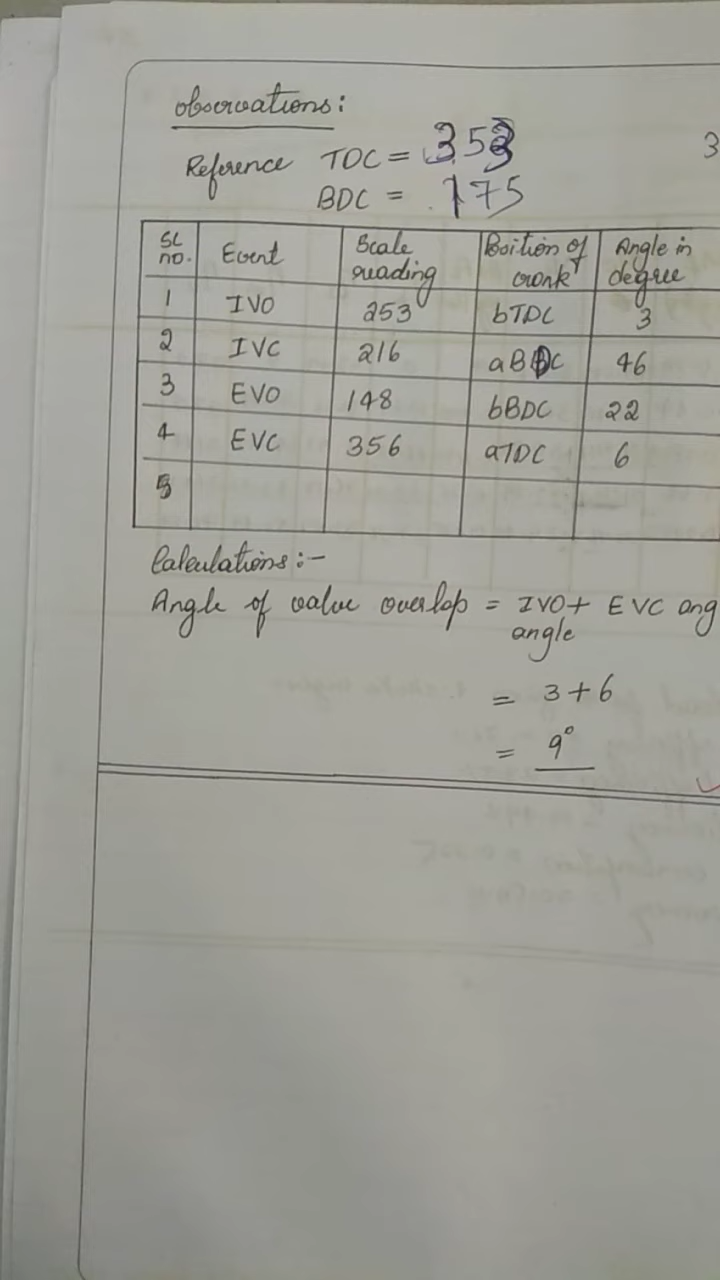 Observations:
Reference TDC = 353
BDC = 175
3
SL no. Event Scale reading Position of crank Angle in degree
1 IVO 253 bTDC 3
2 IVC 216 aBDC 46
3 EVO 148 bBDC 22
4 EVC 356 aTDC 6
5
Calculations :-
Angle of valve overlap = IVO + EVC ang
angle
= 3+6
= 9°